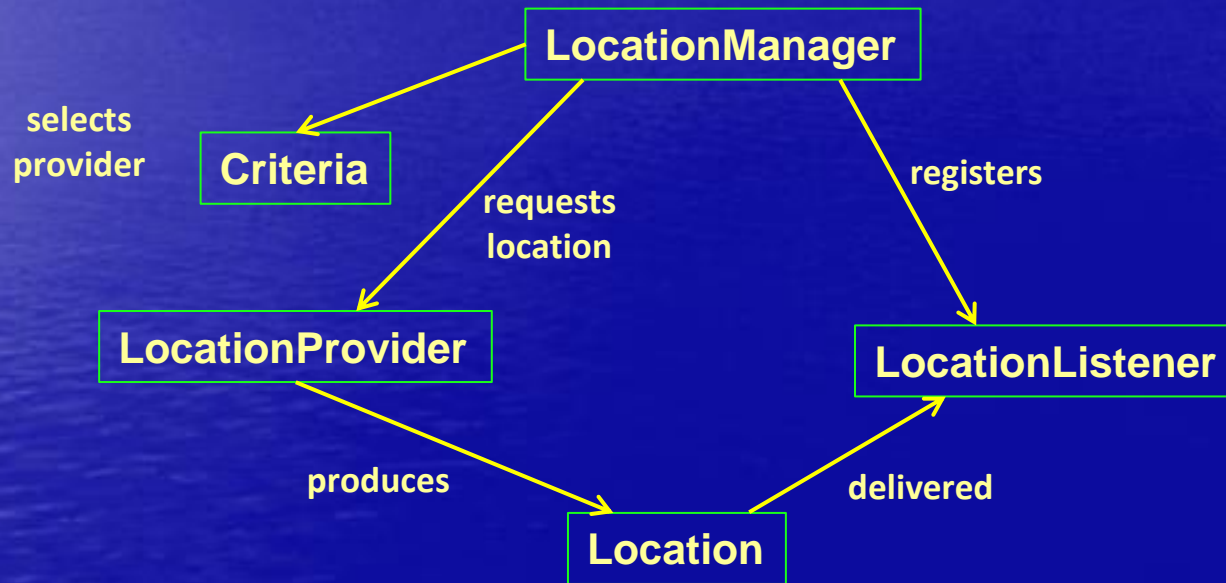 LocationManager
selects
provider
Criteria
registers
requests
location
LocationProvider
LocationListener
produces
delivered
Location